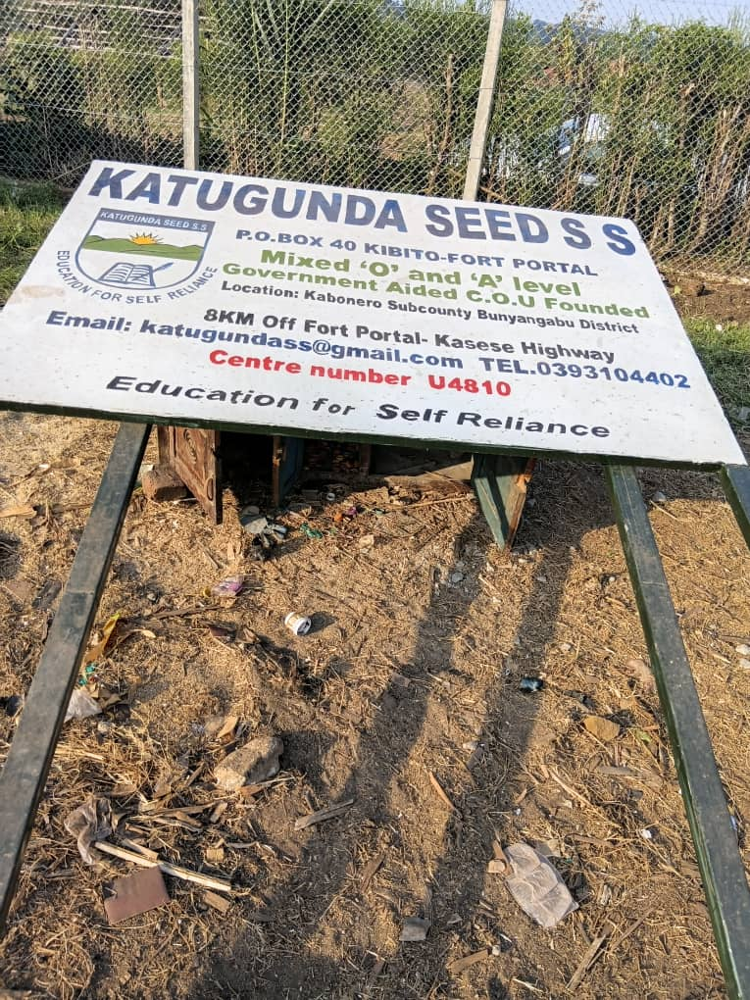 KATUGUNDA SEED S S
KATUGUNDA SEED S.S
EDUCATION FOR SELF RELIANCE
P.O.BOX 40 KIBITO-FORT PORTAL
Mixed 'O' and 'A' level
Government Aided C.O.U Founded
Location: Kabonero Subcounty Bunyangabu District
8KM Off Fort Portal- Kasese Highway
Email: katugundass@gmail.com TEL.0393104402
Centre number U4810
Education for Self Reliance